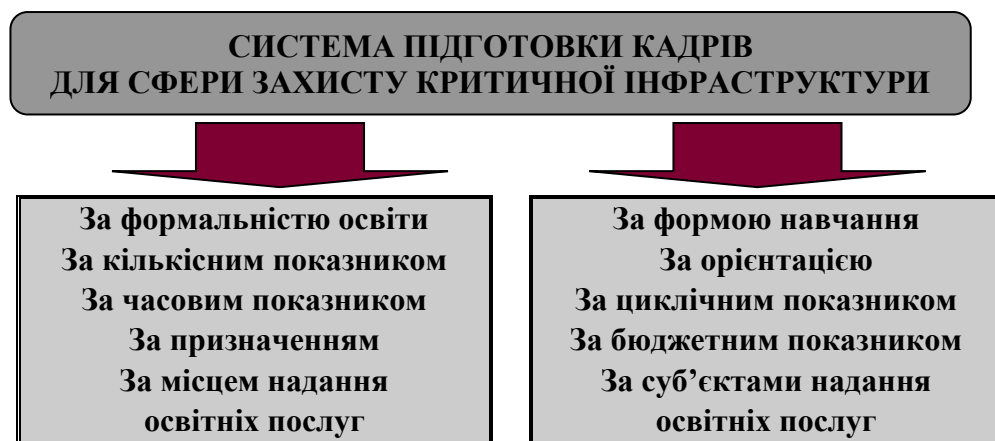 СИСТЕМА ПІДГОТОВКИ КАДРІВ
ДЛЯ СФЕРИ ЗАХИСТУ КРИТИЧНОЇ ІНФРАСТРУКТУРИ
За формальністю освіти
За кількісним показником
За часовим показником
За призначенням
За місцем надання
освітніх послуг
За формою навчання
За орієнтацією
За циклічним показником
За бюджетним показником
За суб’єктами надання
освітніх послуг